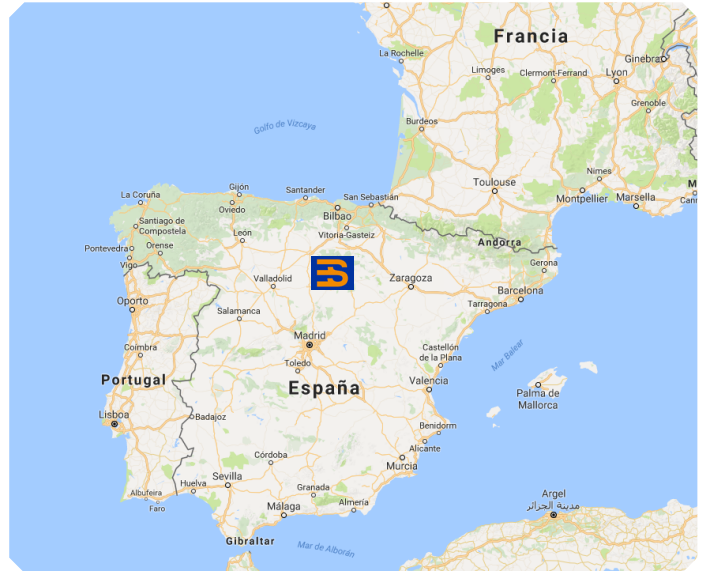 Francia
La Rochelle
Ginebra
Limoges
Clermont-Ferrand
Lyon
Grenoble
Golfo de Vizcaya
Burdeos
Nimes
Toulouse
Montpellier
Marsella
M
Cann
La Coruña
Gijón
Santander
San Sebastián
Oviedo
Bilbao
Santiago de
Compostela
León
Vitoria-Gasteiz
Pontevedra
Orense
Andorra
Vigo
Gerona
Valladolid
Zaragoza
Barcelona
Oporto
Tarragona
Salamanca
Madrid
Coímbra
Castellón
de la Plana
Mar Balear
Toledo
Portugal
España
Valencia
Palma de
Mallorca
Lisboa
Badajoz
Benidorm
Alicante
Córdoba
Murcia
Sevilla
Huelva
Granada
Albufeira
Almería
Faro
Málaga
Argel
مدينة الجزائر
Gibraltar
Mar de Alborán